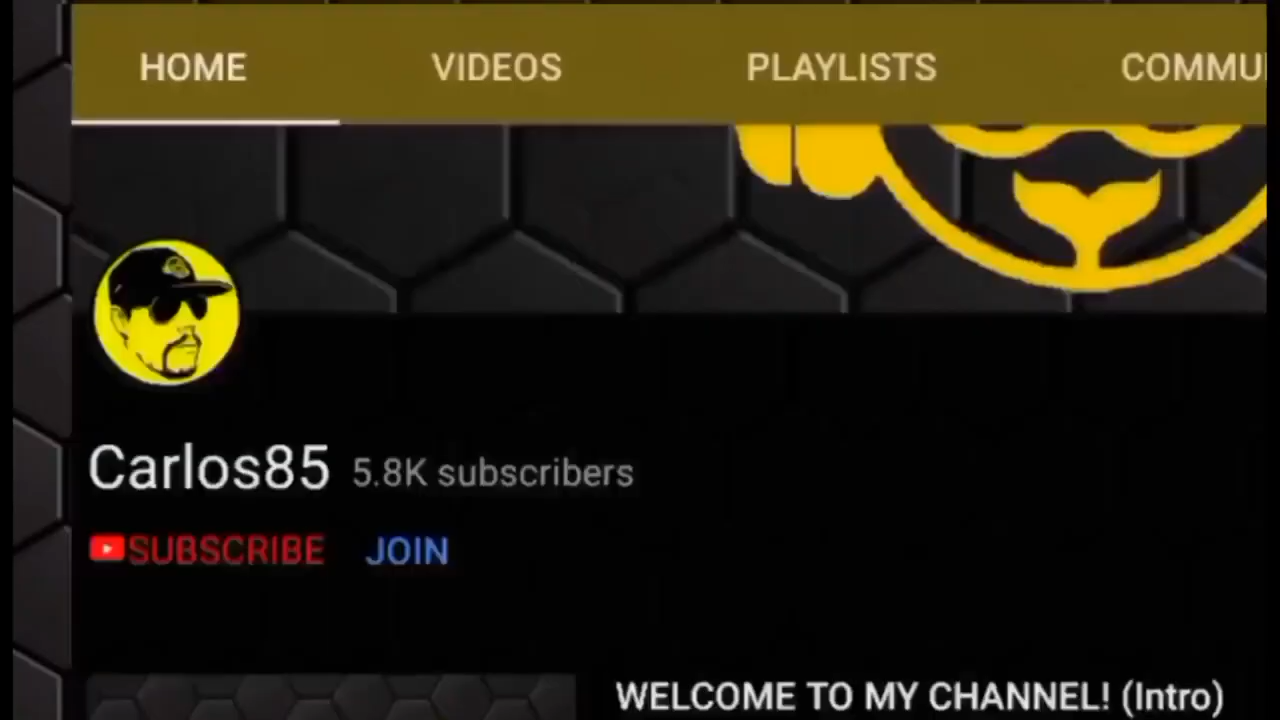 HOME VIDEOS PLAYLISTS COMMU
Carlos85 5.8K subscribers
SUBSCRIBE JOIN
WELCOME TO MY CHANNEL! (Intro)